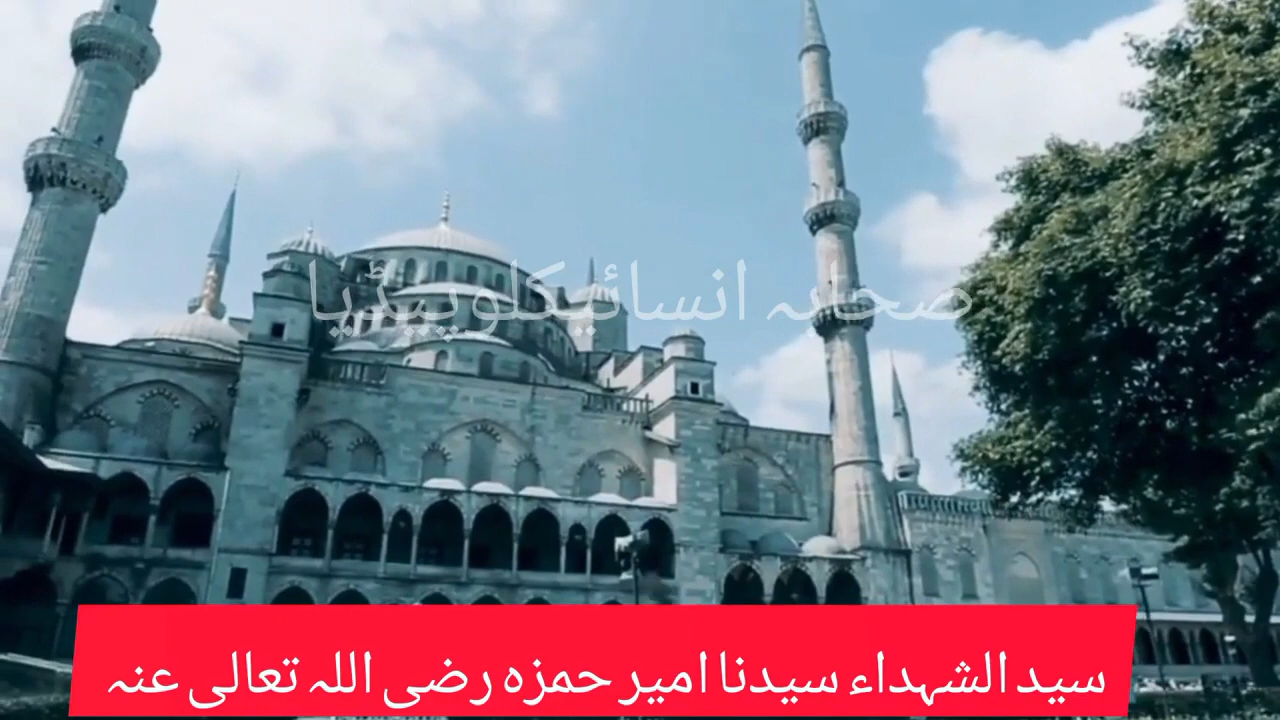 صحابہ انسائیکلوپیڈیا
سید الشہداء سیدنا امیر حمزہ رضی اللہ تعالی عنہ